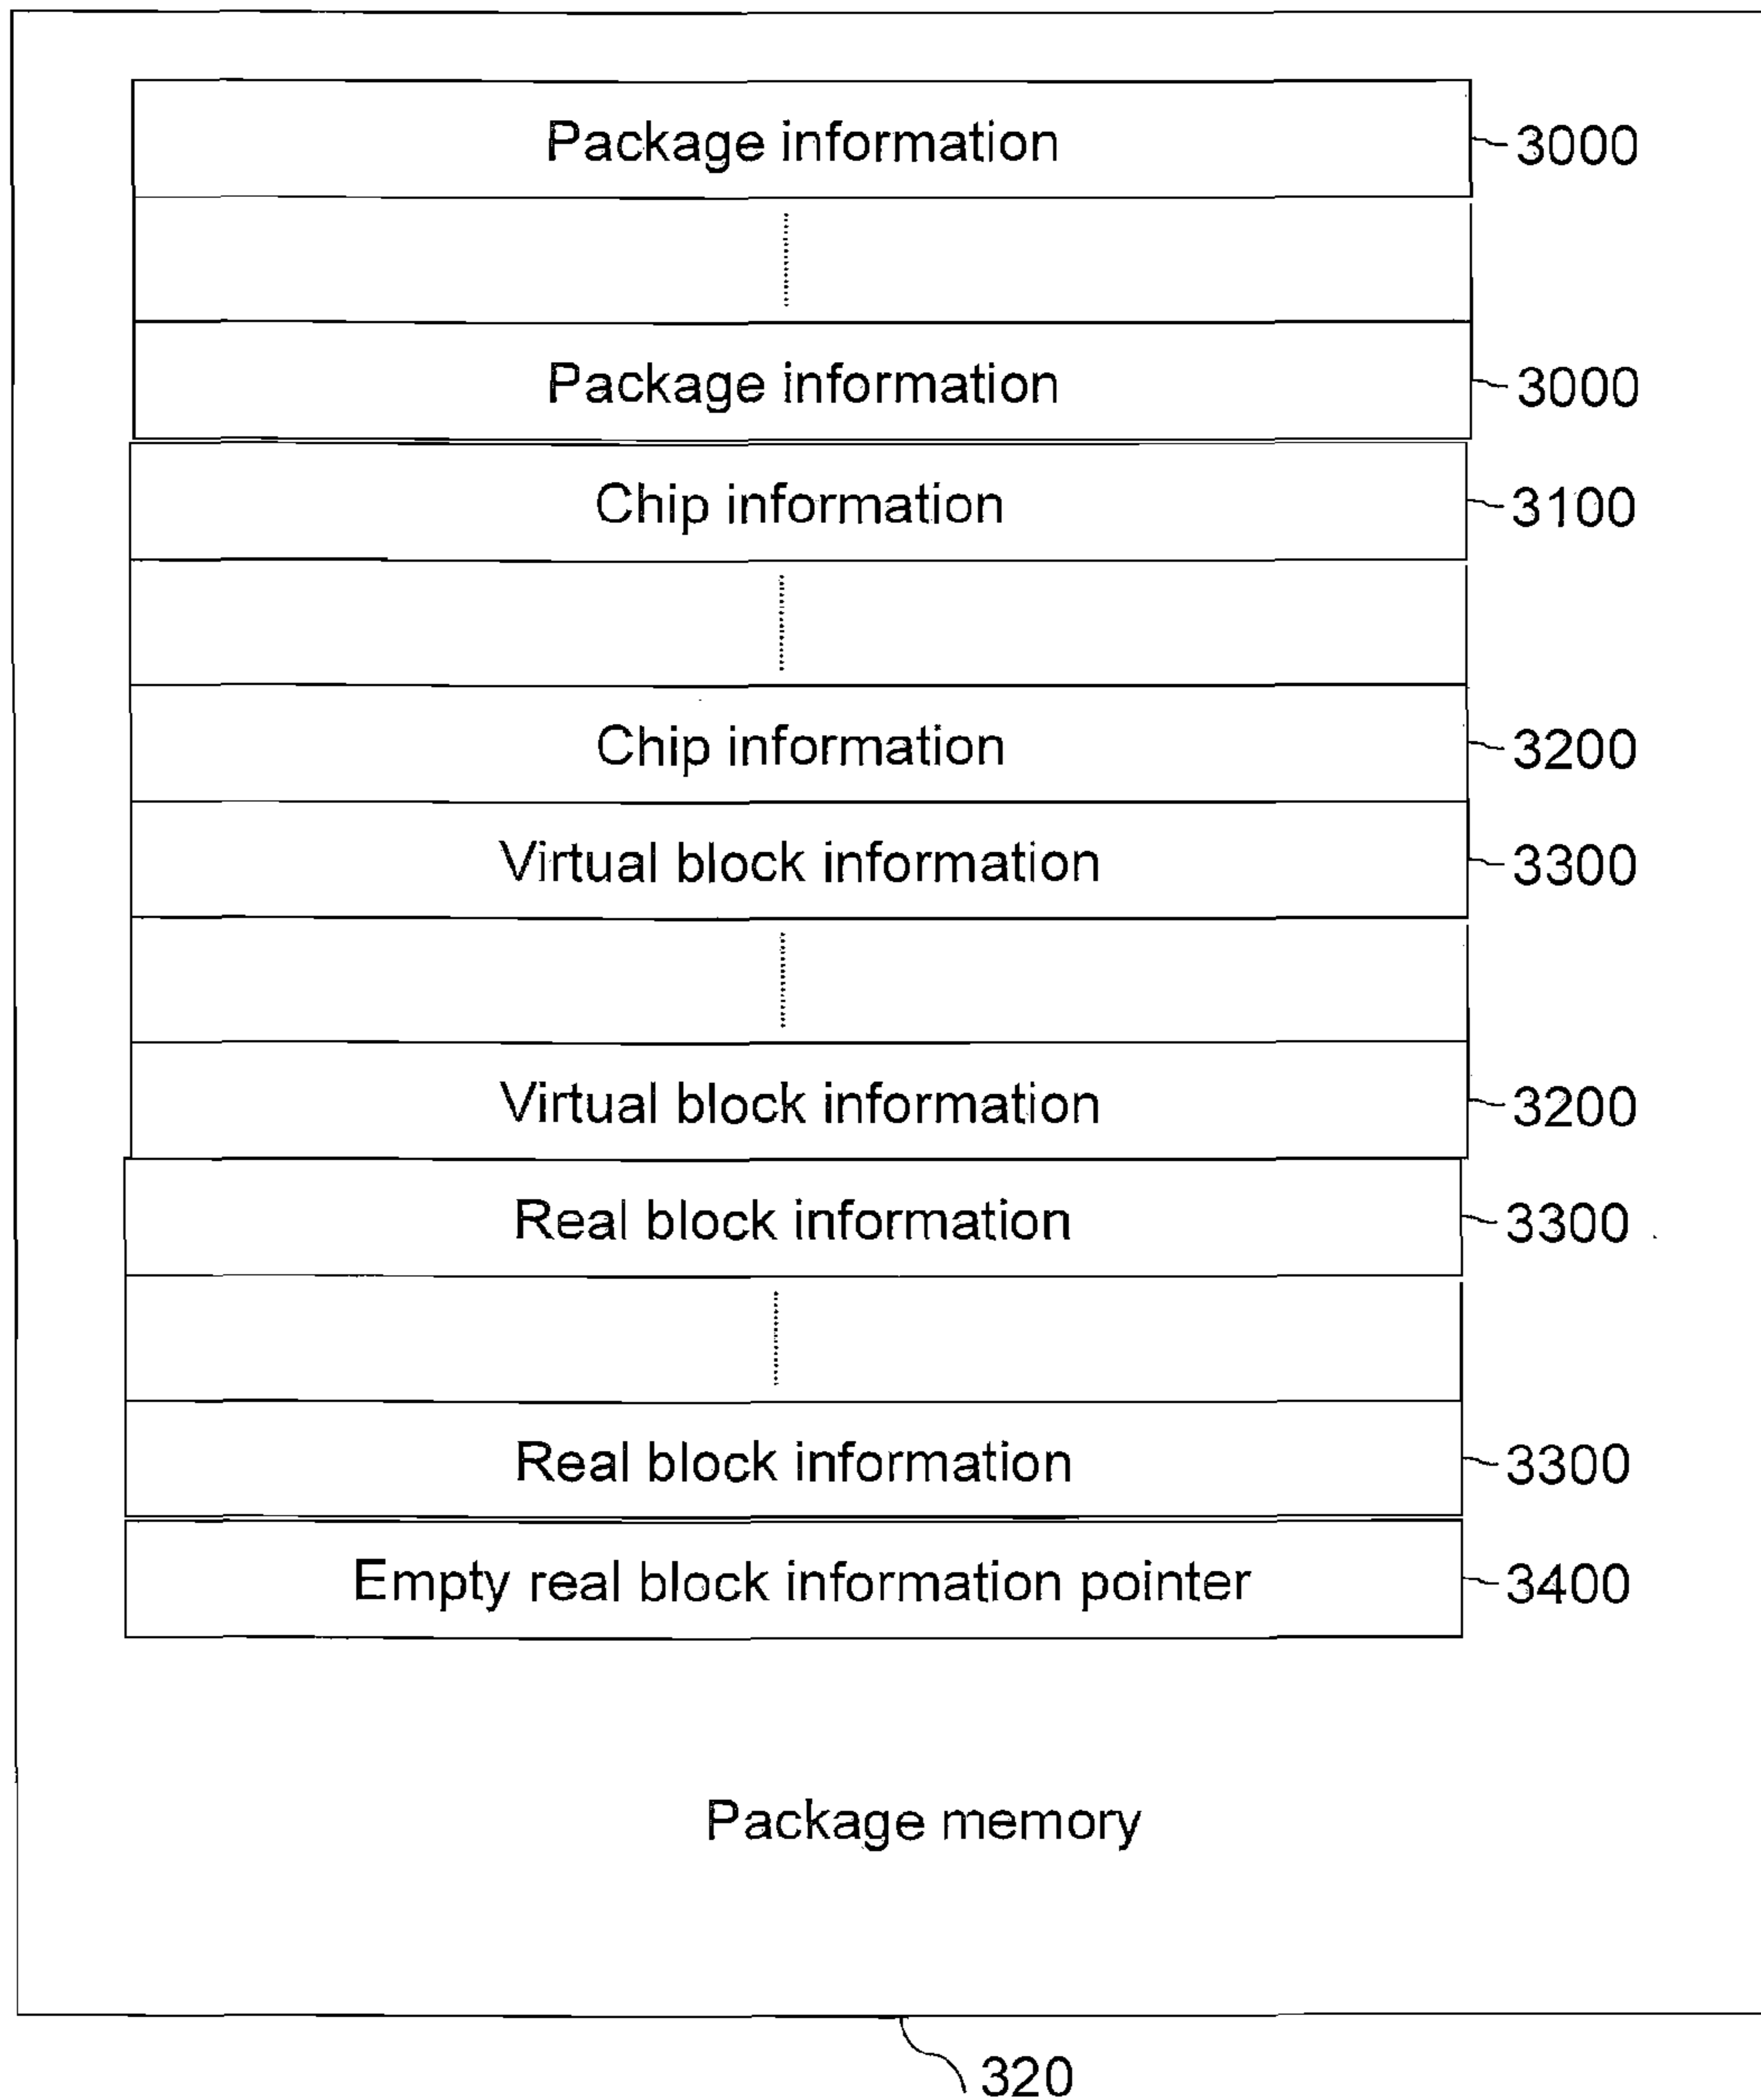 Package information 3000
Package information 3000
Chip information 3100
Chip information 3200
Virtual block information 3300
Virtual block information 3200
Real block information 3300
Real block information 3300
Empty real block information pointer 3400
Package memory
320